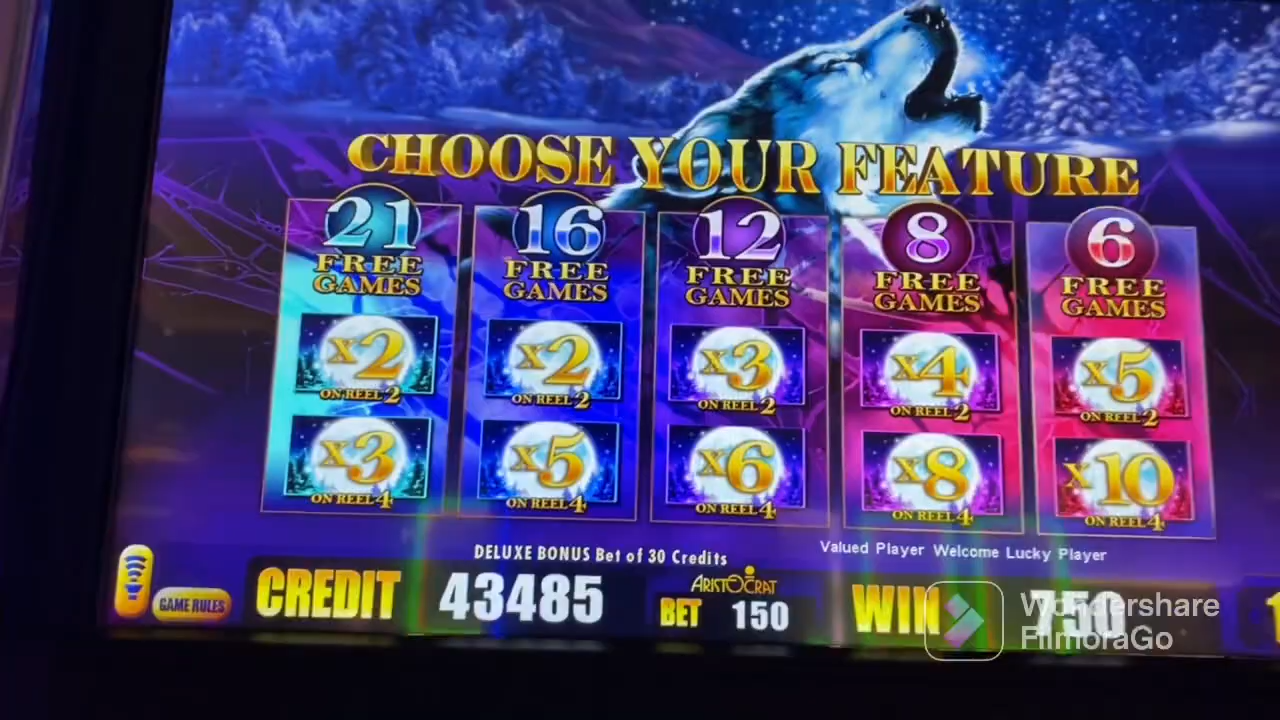 CHOOSE YOUR FEATURE
21 16 12 8 6
FREE GAMES
FREE GAMES
FREE GAMES
FREE GAMES
FREE GAMES
x2 ON REEL 2
x2 ON REEL 2
x3 ON REEL 2
x4 ON REEL 2
x5 ON REEL 2
x3 ON REEL 4
x5 ON REEL 4
x6 ON REEL 4
x8 ON REEL 4
x10 ON REEL 4
DELUXE BONUS Bet of 30 Credits
Valued Player Welcome Lucky Player
GAME RULES
CREDIT 43485
ARISTOCRAT
BET 150
WIN 750
Wondershare
FilmoraGo